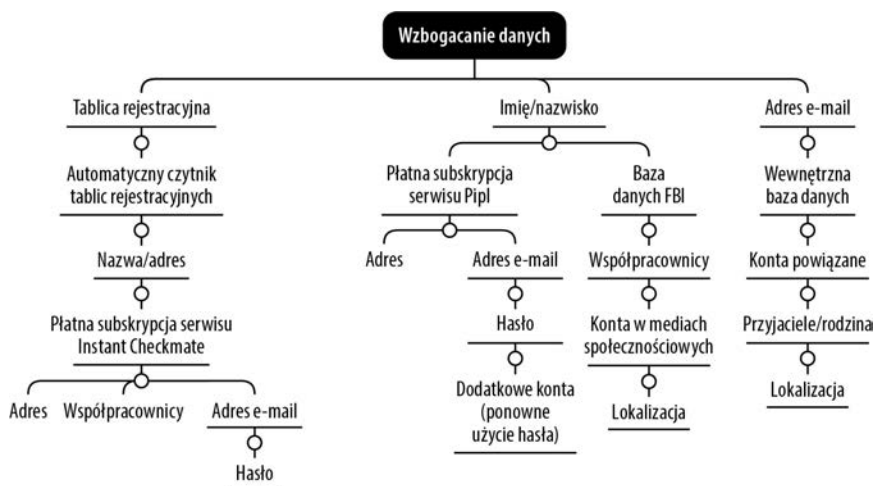 Wzbogacanie danych
Tablica rejestracyjna
Automatyczny czytnik
tablic rejestracyjnych
Nazwa/adres
Płatna subskrypcja serwisu
Instant Checkmate
Adres
Współpracownicy
Adres e-mail
Hasło
Imię/nazwisko
Płatna subskrypcja
serwisu Pipl
Adres
Adres e-mail
Hasło
Dodatkowe konta
(ponowne
użycie hasła)
Baza
danych FBI
Współpracownicy
Konta w mediach
społecznościowych
Lokalizacja
Adres e-mail
Wewnętrzna
baza danych
Konta powiązane
Przyjaciele/rodzina
Lokalizacja